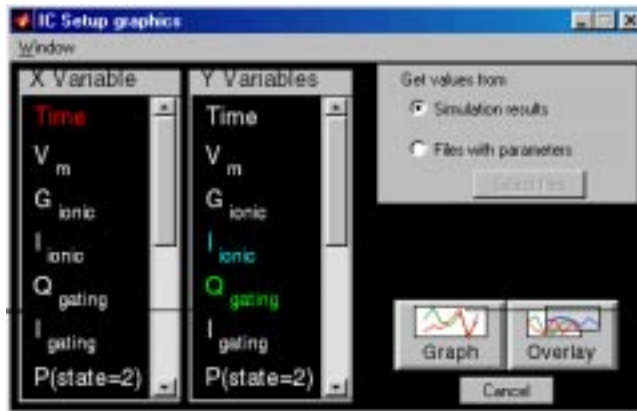 IC Setup graphics
Window
X Variable
Time
V m
G ionic
I ionic
Q gating
I gating
P(state=2)
Y Variables
Time
V m
G ionic
I ionic
Q gating
I gating
P(state=2)
Get values from
Simulation results
Files with parameters
Select files
Graph
Overlay
Cancel